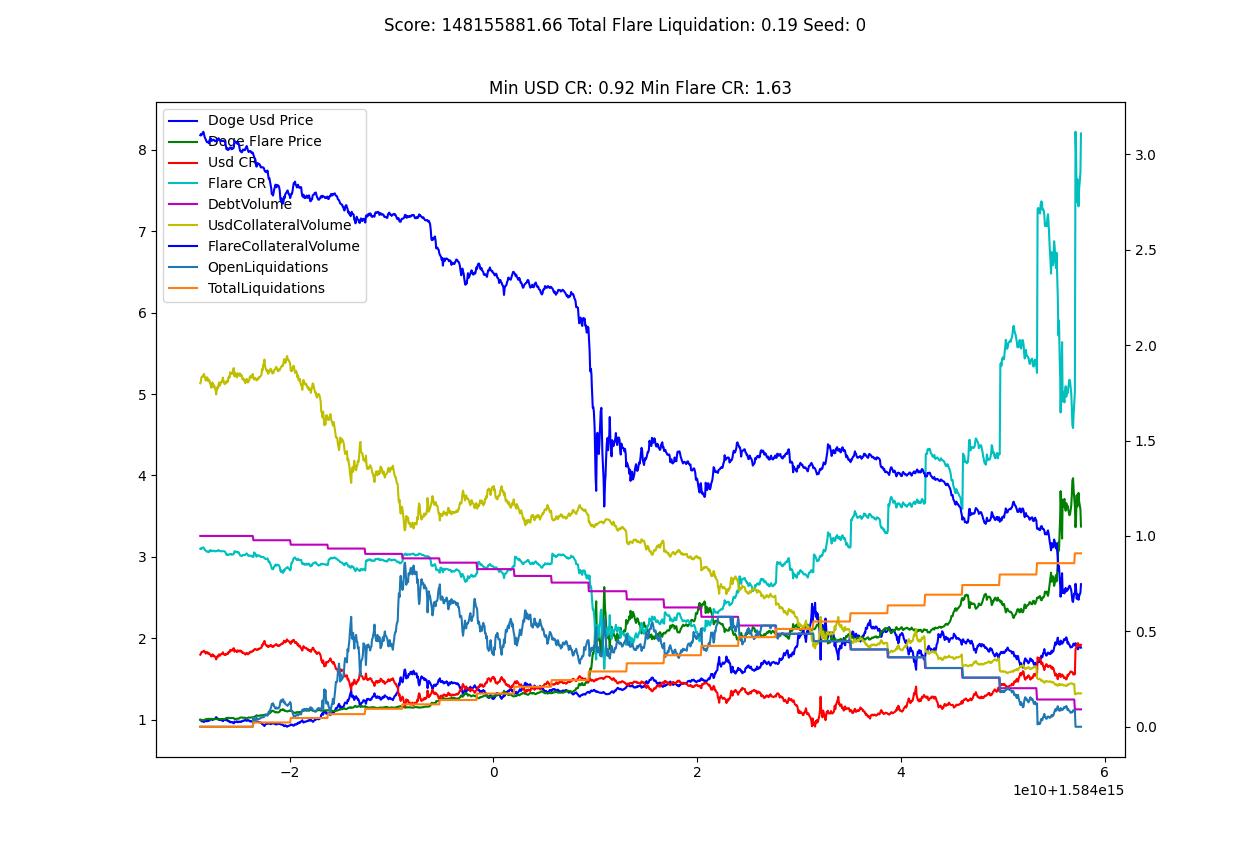 Score: 148155881.66 Total Flare Liquidation: 0.19 Seed: 0
Min USD CR: 0.92 Min Flare CR: 1.63
Doge Usd Price
Doge Flare Price
Usd CR
Flare CR
DebtVolume
UsdCollateralVolume
FlareCollateralVolume
OpenLiquidations
TotalLiquidations
8
7
6
5
4
3
2
1
3.0
2.5
2.0
1.5
1.0
0.5
0.0
−2
0
2
4
6
1e10+1.584e15